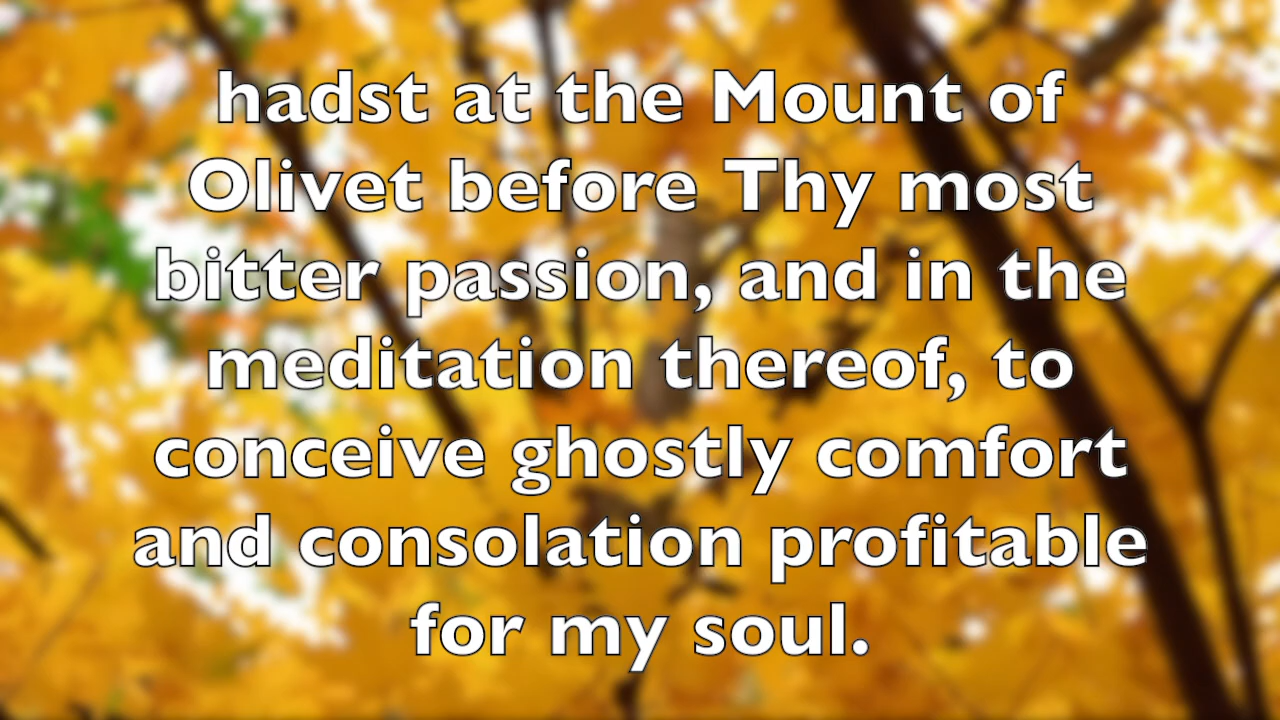 hadst at the Mount of
Olivet before Thy most
bitter passion, and in the
meditation thereof, to
conceive ghostly comfort
and consolation profitable
for my soul.